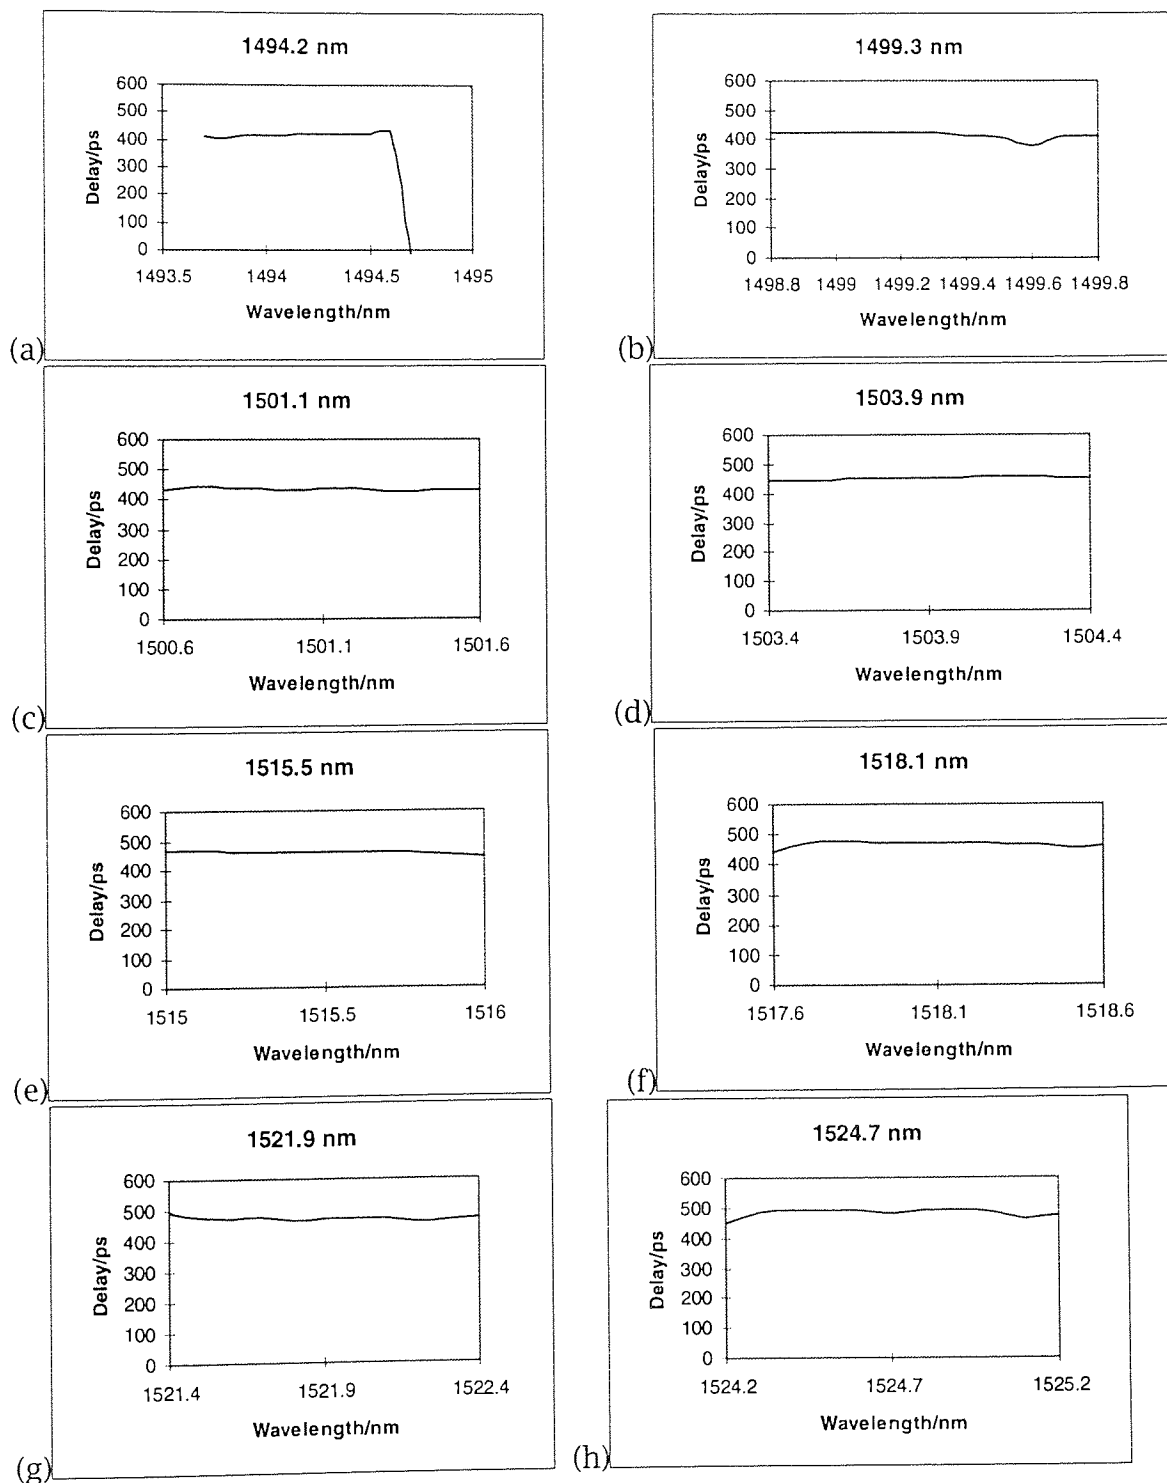 1494.2 nm
600
500
400
300
200
100
0
Delay/ps
1493.5 1494 1494.5 1495
Wavelength/nm
(a)
1499.3 nm
600
500
400
300
200
100
0
Delay/ps
1498.8 1499 1499.2 1499.4 1499.6 1499.8
Wavelength/nm
(b)
1501.1 nm
600
500
400
300
200
100
0
Delay/ps
1500.6 1501.1 1501.6
Wavelength/nm
(c)
1503.9 nm
600
500
400
300
200
100
0
Delay/ps
1503.4 1503.9 1504.4
Wavelength/nm
(d)
1515.5 nm
600
500
400
300
200
100
0
Delay/ps
1515 1515.5 1516
Wavelength/nm
(e)
1518.1 nm
600
500
400
300
200
100
0
Delay/ps
1517.6 1518.1 1518.6
Wavelength/nm
(f)
1521.9 nm
600
500
400
300
200
100
0
Delay/ps
1521.4 1521.9 1522.4
Wavelength/nm
(g)
1524.7 nm
600
500
400
300
200
100
0
Delay/ps
1524.2 1524.7 1525.2
Wavelength/nm
(h)